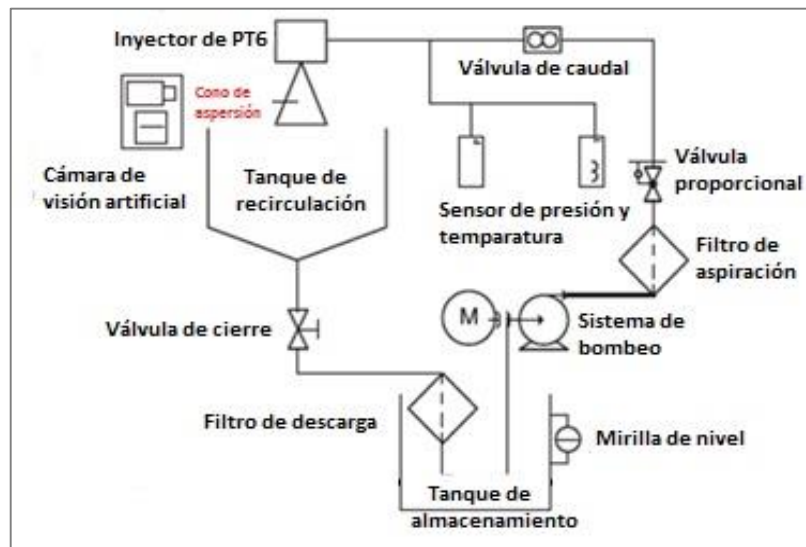 Inyector de PT6
Válvula de caudal
Cono de
aspersión
Cámara de
visión artificial
Tanque de
recirculación
Sensor de presión y
temparatura
Válvula
proporcional
Filtro de
aspiración
M
Sistema de
bombeo
Válvula de cierre
Filtro de descarga
Mirilla de nivel
Tanque de
almacenamiento